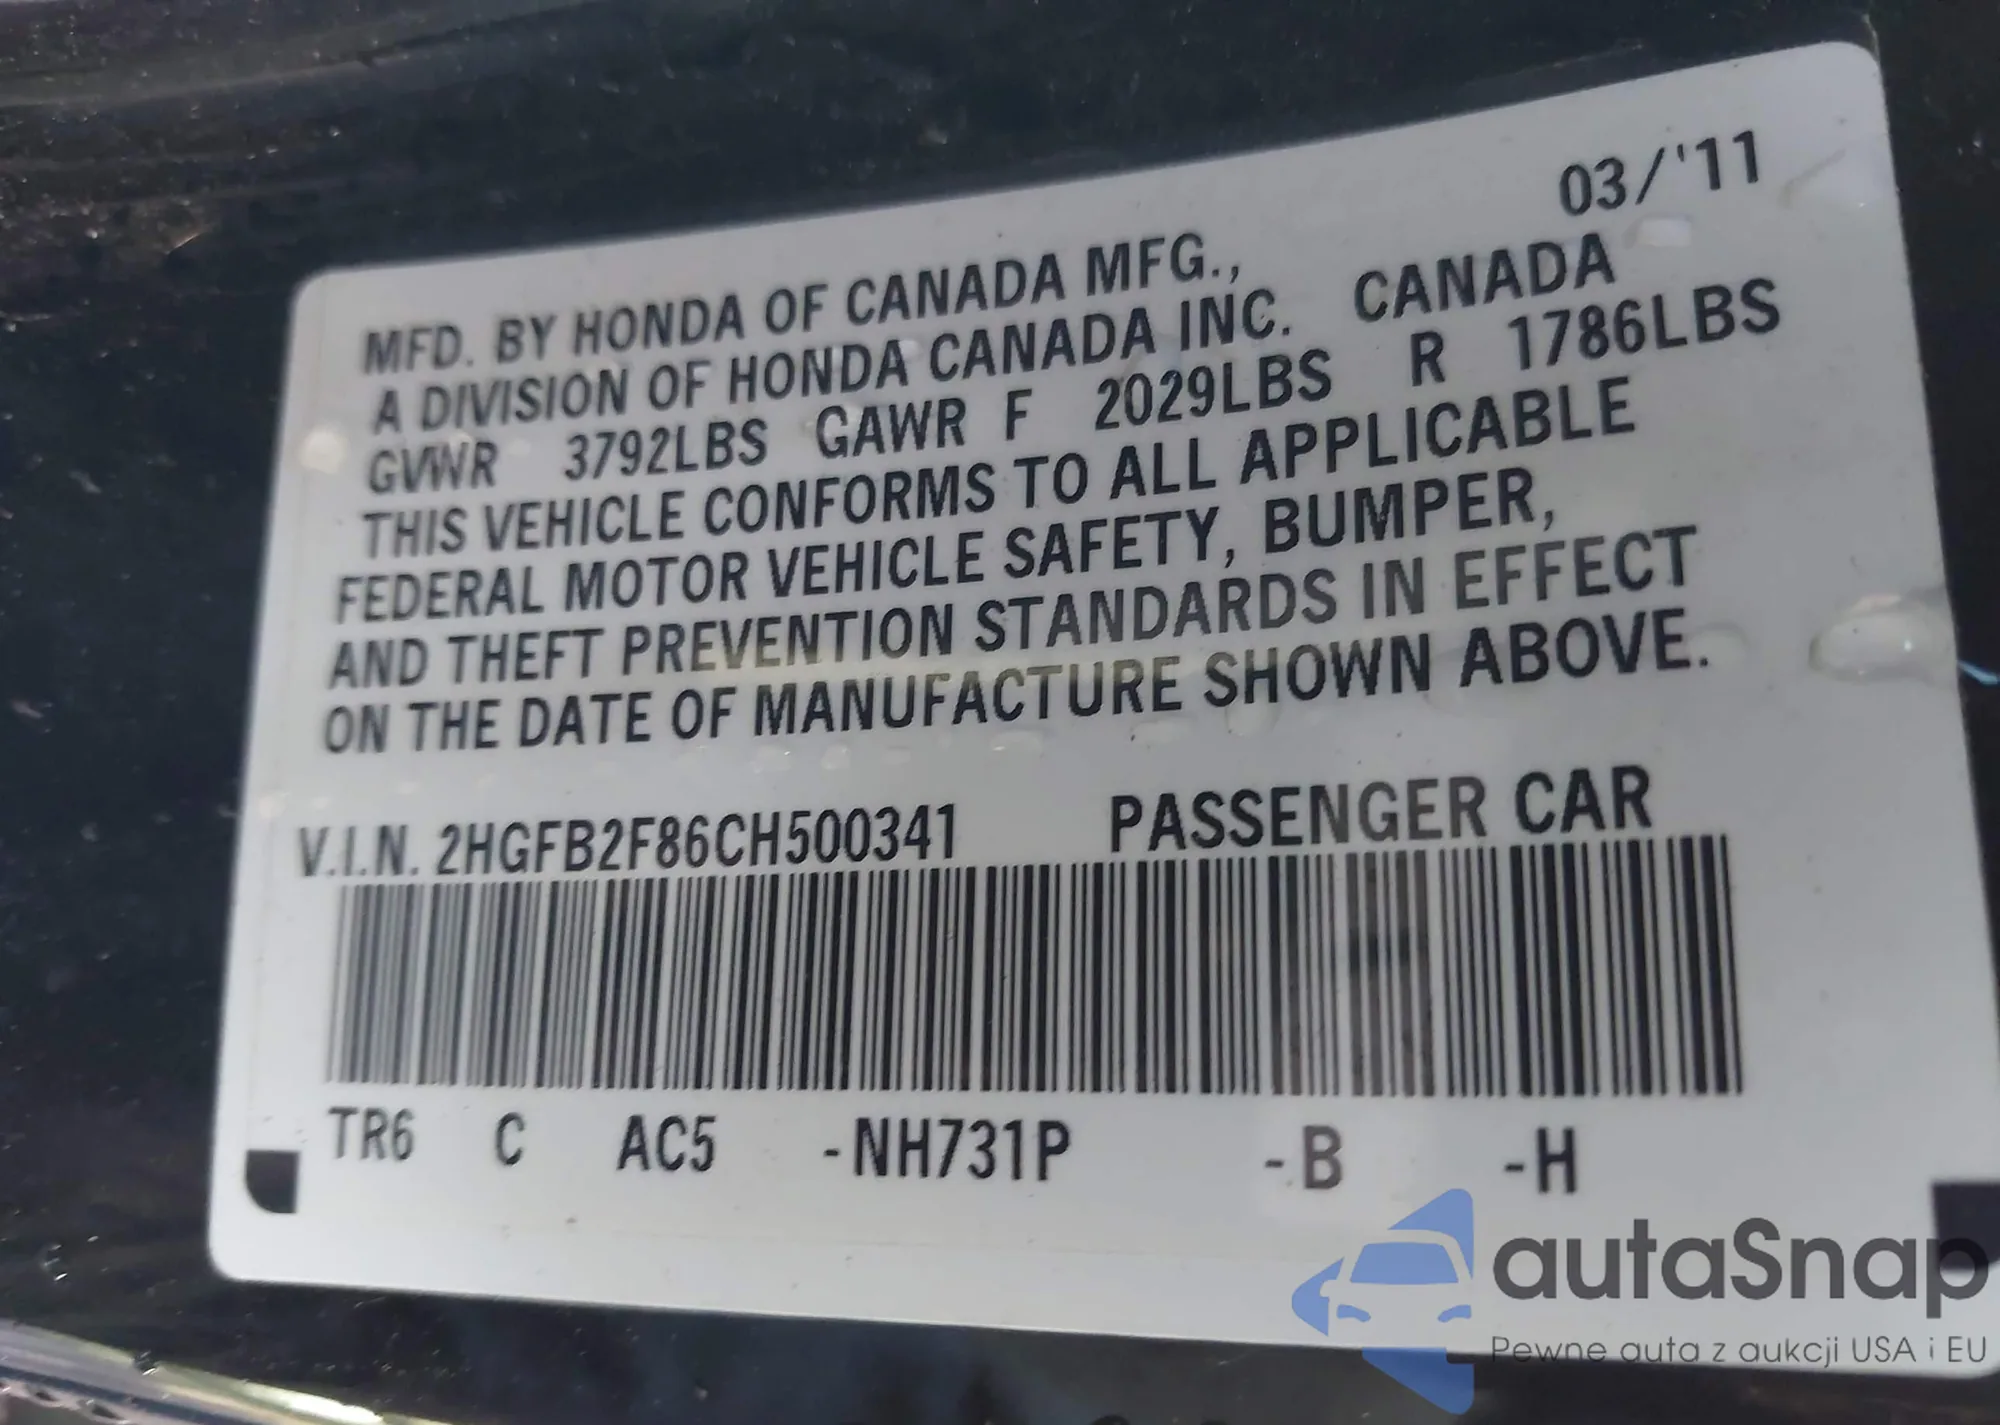 03/'11
MFD. BY HONDA OF CANADA MFG.,
A DIVISION OF HONDA CANADA INC. CANADA
GVWR 3792LBS GAWR F 2029LBS R 1786LBS
THIS VEHICLE CONFORMS TO ALL APPLICABLE
FEDERAL MOTOR VEHICLE SAFETY, BUMPER,
AND THEFT PREVENTION STANDARDS IN EFFECT
ON THE DATE OF MANUFACTURE SHOWN ABOVE.
V.I.N. 2HGFB2F86CH500341 PASSENGER CAR
TR6 C AC5 -NH731P -B -H
autaSnap
Pewne auta z aukcji USA i EU